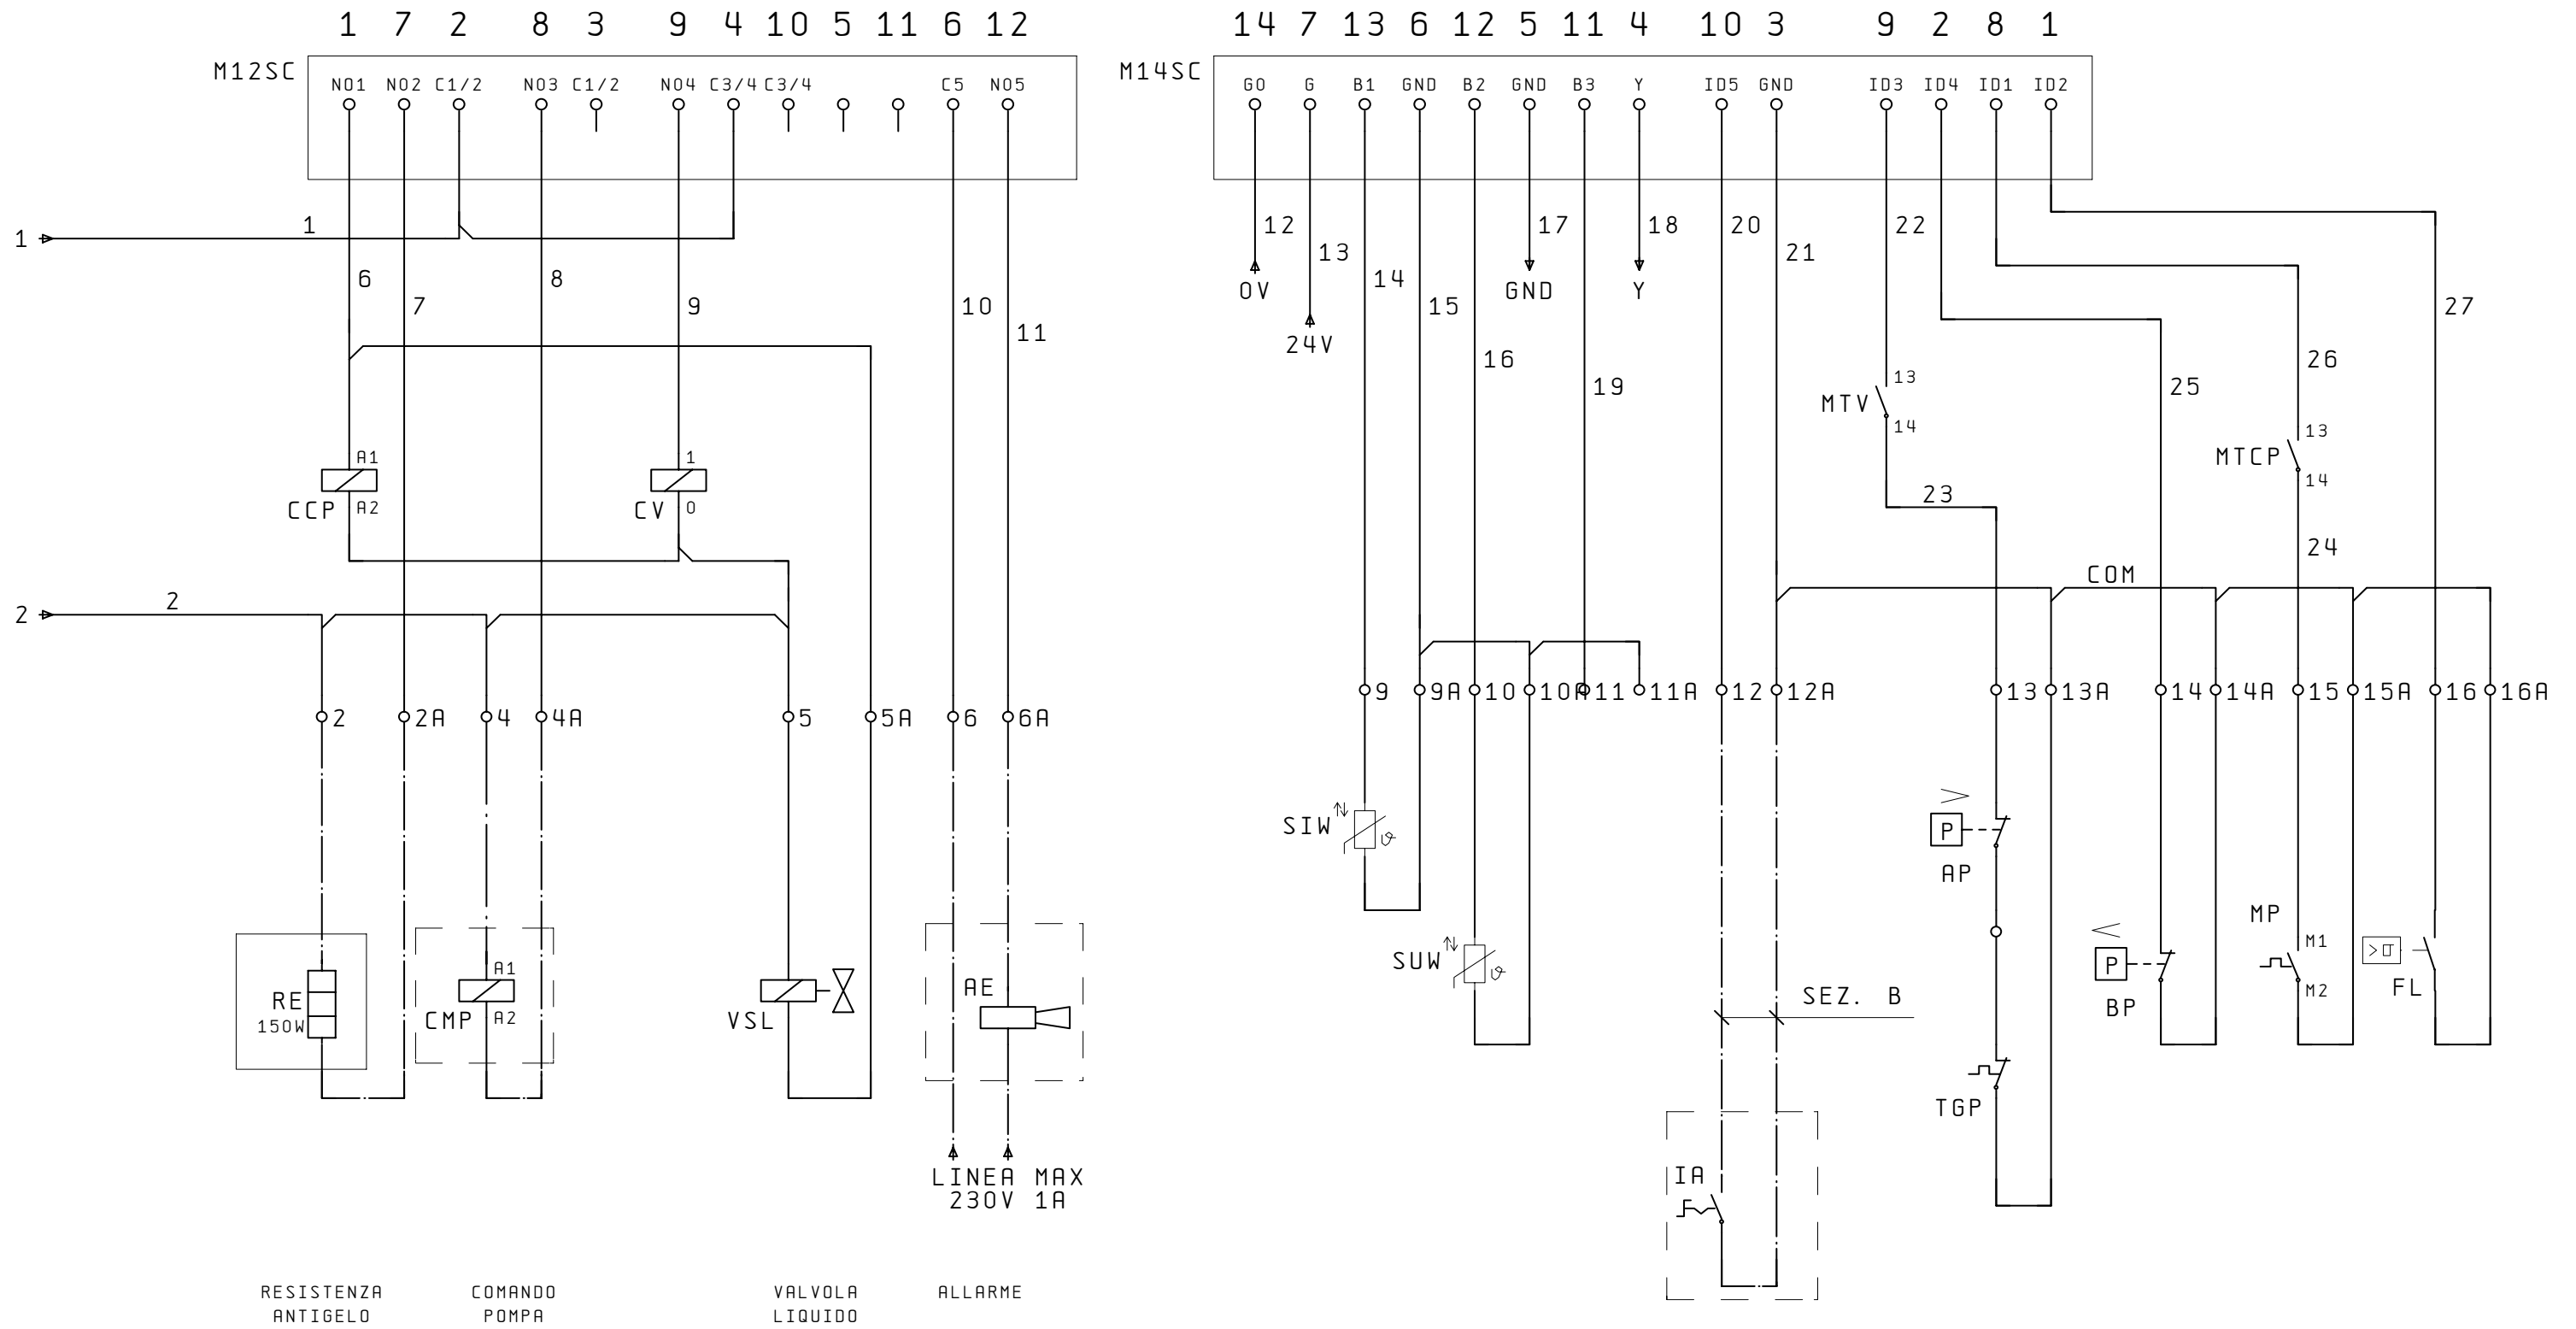 1 7 2 8 3 9 4 10 5 11 6 12
14 7 13 6 12 5 11 4 10 3 9 2 8 1
M12SC
M14SC
NO1 NO2 C1/2 NO3 C1/2 NO4 C3/4 C3/4 C5 NO5
G0 G B1 GND B2 GND B3 Y ID5 GND ID3 ID4 ID1 ID2
1 1
12 17 18 20 22
13 21
6 8 14
0V GND Y
7 9 10 15 27
11
24V
16 26
19 25
13
MTV
14
13
MTCP
14
A1 1
CCP A2 CV 0
23
24
COM
2 2
9 9A 10 10A 11 11A 12 12A 13 13A 14 14A 15 15A 16 16A
2 2A 4 4A 5 5A 6 6A
>
SIW ϑ
P
AP
MP
<
M1
SUW ϑ
P
>
M2
BP
FL
A1
RE
150W
CMP A2
VSL
AE
SEZ. B
TGP
LINEA MAX
230V 1A
IA
RESISTENZA
ANTIGELO
COMANDO
POMPA
VALVOLA
LIQUIDO
ALLARME